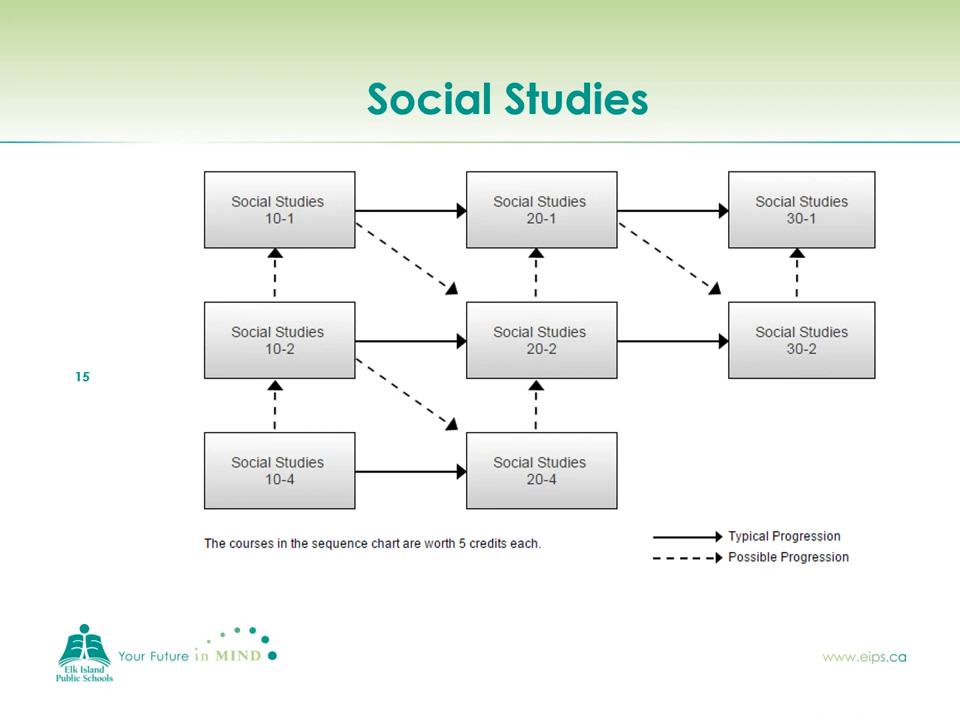 Social Studies
Social Studies
10-1
Social Studies
20-1
Social Studies
30-1
Social Studies
10-2
Social Studies
20-2
Social Studies
30-2
15
Social Studies
10-4
Social Studies
20-4
The courses in the sequence chart are worth 5 credits each.
Typical Progression
Possible Progression
Your Future in MIND
Elk Island
Public Schools
www.eips.ca